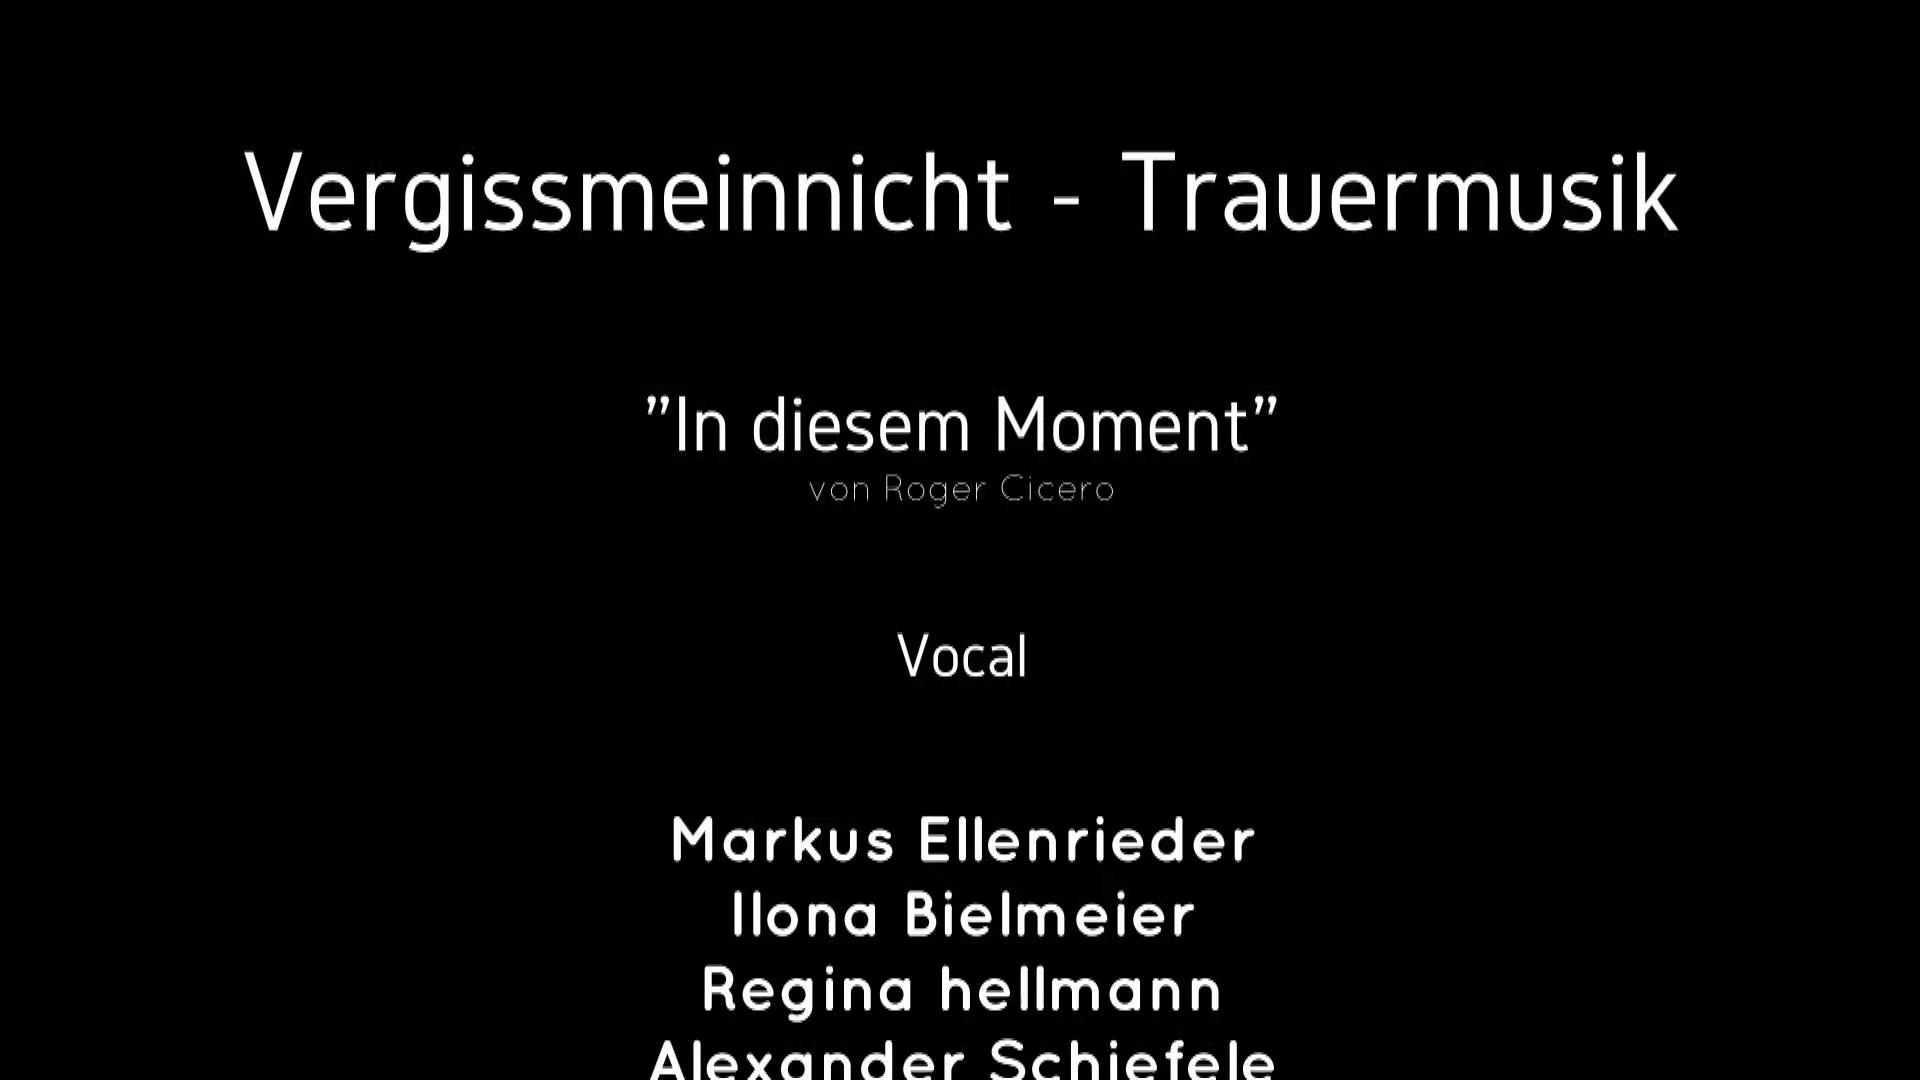 Vergissmeinnicht - Trauermusik
”In diesem Moment”
von Roger Cicero
Vocal
Markus Ellenrieder
Ilona Bielmeier
Regina hellmann
Alexander Schiefele